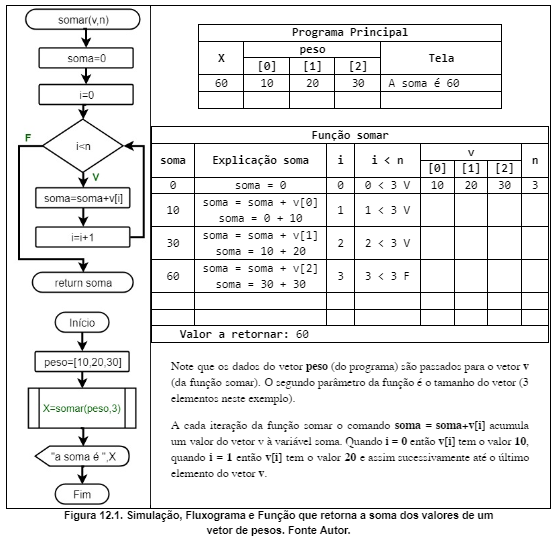 somar(v,n)
soma=0
i=0
i<n
F
V
soma=soma+v[i]
i=i+1
return soma
Início
peso=[10,20,30]
X=somar(peso,3)
"a soma é ",X
Fim
Programa Principal
X peso Tela
[0] [1] [2]
60 10 20 30 A soma é 60
Função somar
soma Explicação soma i i < n v n
[0] [1] [2]
0 soma = 0 0 0 < 3 V 10 20 30 3
10 soma = soma + v[0] 1 1 < 3 V
soma = 0 + 10
30 soma = soma + v[1] 2 2 < 3 V
soma = 10 + 20
60 soma = soma + v[2] 3 3 < 3 F
soma = 30 + 30
Valor a retornar: 60
Note que os dados do vetor peso (do programa) são passados para o vetor v
(da função somar). O segundo parâmetro da função é o tamanho do vetor (3
elementos neste exemplo).
A cada iteração da função somar o comando soma = soma+v[i] acumula
um valor do vetor v à variável soma. Quando i = 0 então v[i] tem o valor 10,
quando i = 1 então v[i] tem o valor 20 e assim sucessivamente até o último
elemento do vetor v.
Figura 12.1. Simulação, Fluxograma e Função que retorna a soma dos valores de um
vetor de pesos. Fonte Autor.